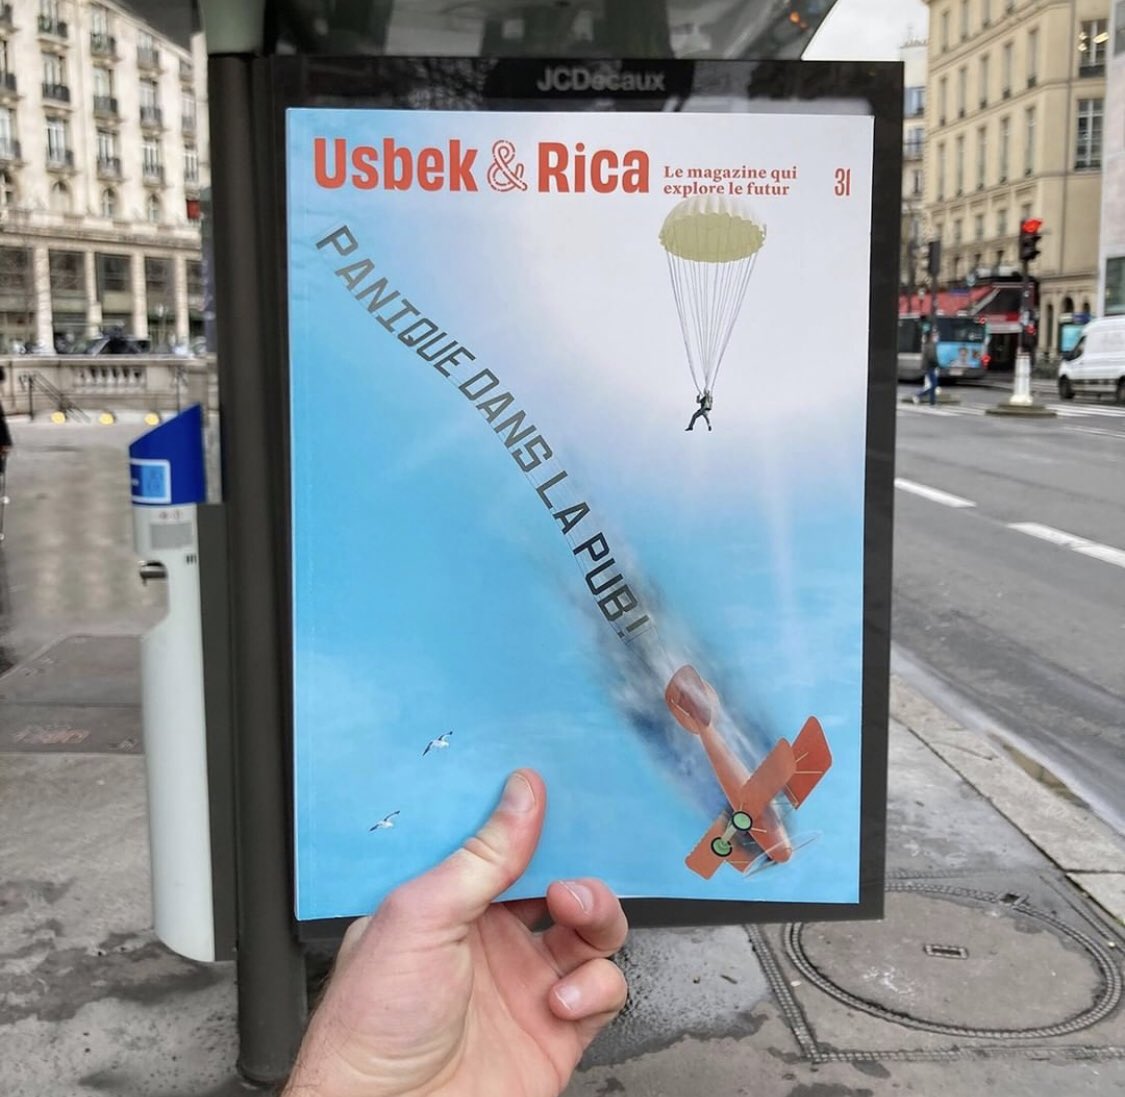 JCDecaux
Usbek & Rica
Le magazine qui
explore le futur
31
PANIQUE DANS LA PUB!